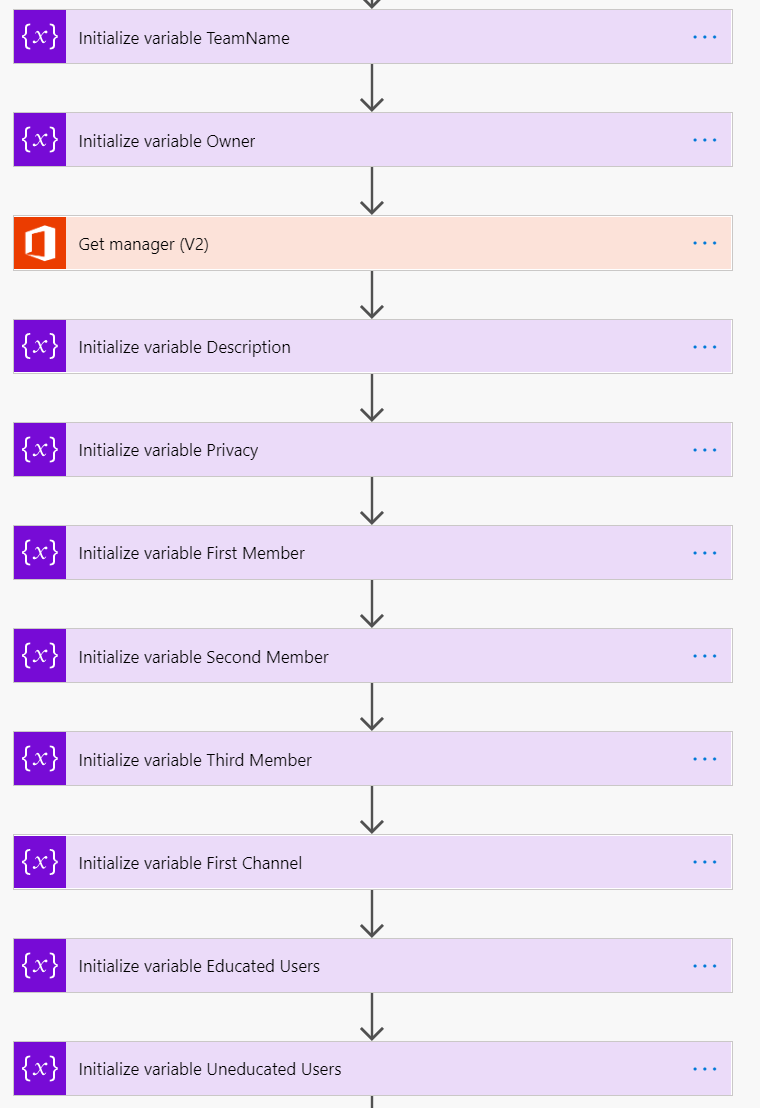 {x} Initialize variable TeamName ...
{x} Initialize variable Owner ...
Get manager (V2) ...
{x} Initialize variable Description ...
{x} Initialize variable Privacy ...
{x} Initialize variable First Member ...
{x} Initialize variable Second Member ...
{x} Initialize variable Third Member ...
{x} Initialize variable First Channel ...
{x} Initialize variable Educated Users ...
{x} Initialize variable Uneducated Users ...